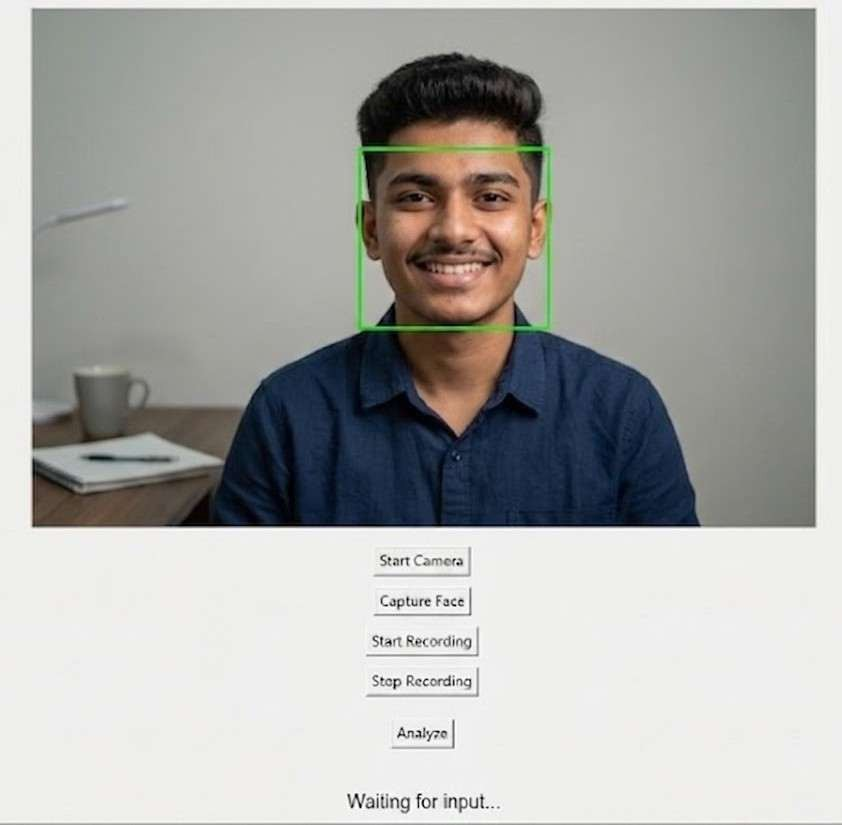 Start Camera
Capture Face
Start Recording
Stop Recording
Analyze
Waiting for input...